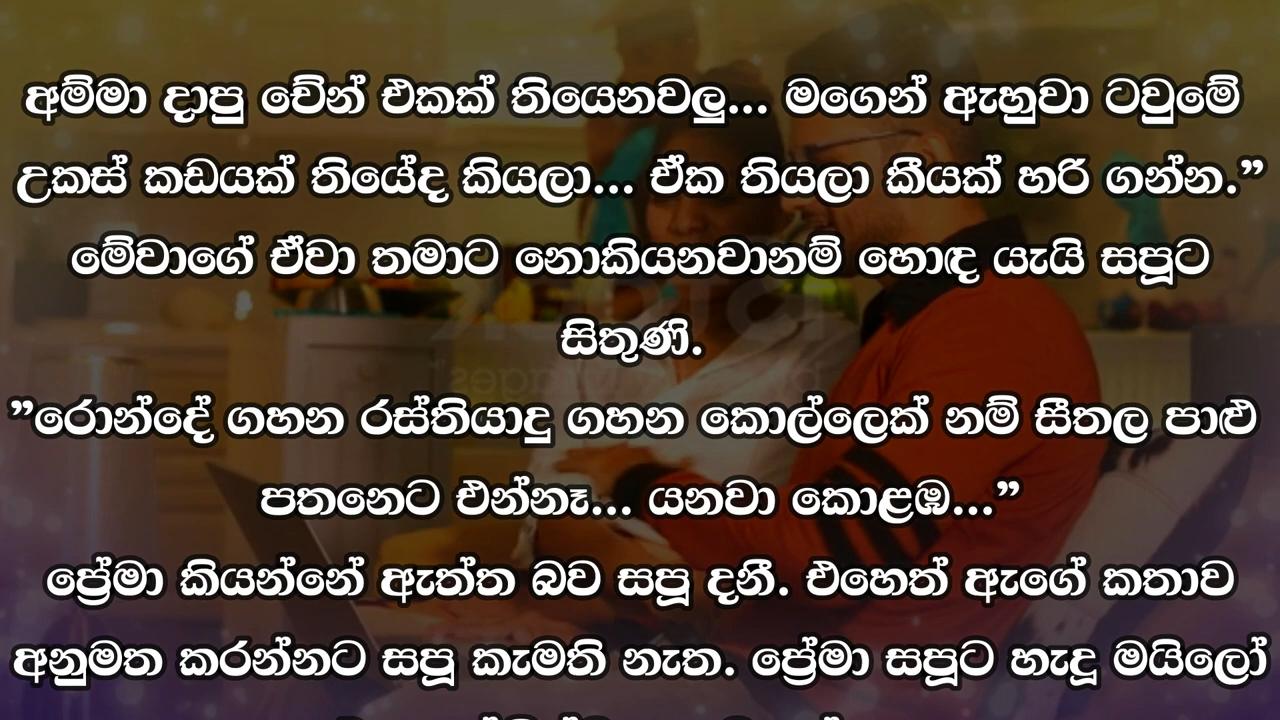 අම්මා දාපු චේන් එකක් තියෙනවලු... මගෙන් ඇහුවා ටවුමේ
උකස් කඩයක් තියේද කියලා... ඒක තියලා කීයක් හරි ගන්න.”
මේවාගේ ඒවා තමාට නොකියනවානම් හොඳ යැයි සපූට
සිතුණි.
”රොන්දේ ගහන රස්තියාදු ගහන කොල්ලෙක් නම් සීතල පාළු
පතනෙට එන්නෑ... යනවා කොළඹ...”
ප්‍රේමා කියන්නේ ඇත්ත බව සපූ දනී. එහෙත් ඇගේ කතාව
අනුමත කරන්නට සපූ කැමති නැත. ප්‍රේමා සපූට හැදූ මයිලෝ